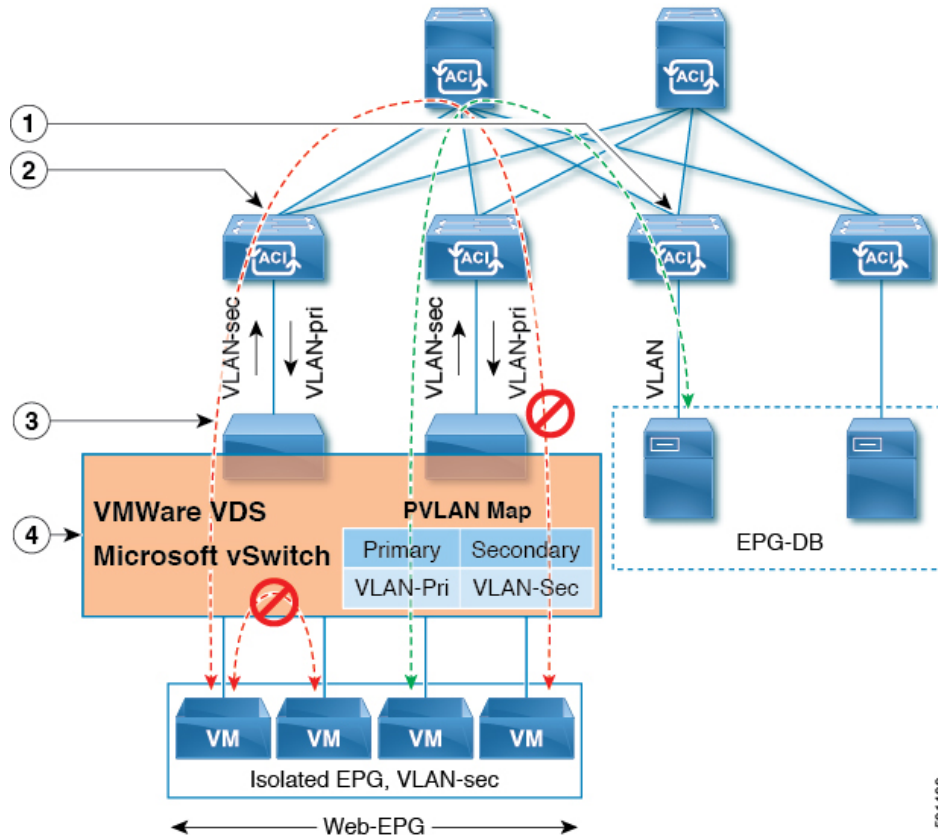 ACI
ACI
1
2
ACI
ACI
ACI
ACI
VLAN-sec
VLAN-pri
VLAN-sec
VLAN-pri
VLAN
3
4
VMWare VDS
Microsoft vSwitch
PVLAN Map
Primary
Secondary
VLAN-Pri
VLAN-Sec
EPG-DB
VM
VM
VM
VM
Isolated EPG, VLAN-sec
Web-EPG